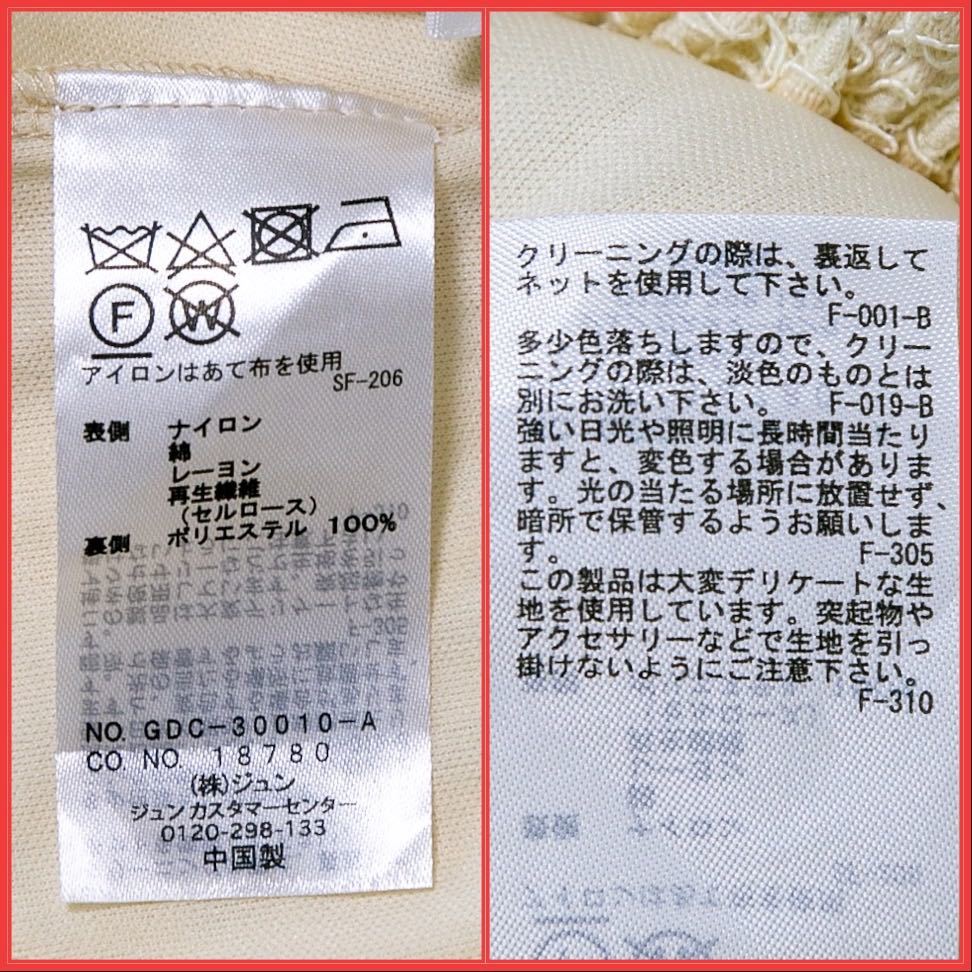 F W
アイロンはあて布を使用
SF-206
表側 ナイロン
綿
レーヨン
再生繊維
（セルロース）
裏側 ポリエステル 100%
NO. GDC-30010-A
CO. NO. 18780
(株)ジュン
ジュンカスタマーセンター
0120-298-133
中国製
クリーニングの際は、裏返して
ネットを使用して下さい。
F-001-B
多少色落ちしますので、クリー
ニングの際は、淡色のものとは
別にお洗い下さい。 F-019-B
強い日光や照明に長時間当たり
ますと、変色する場合がありま
す。光の当たる場所に放置せず、
暗所で保管するようお願いしま
す。 F-305
この製品は大変デリケートな生
地を使用しています。突起物や
アクセサリーなどで生地を引っ
掛けないようにご注意下さい。
F-310